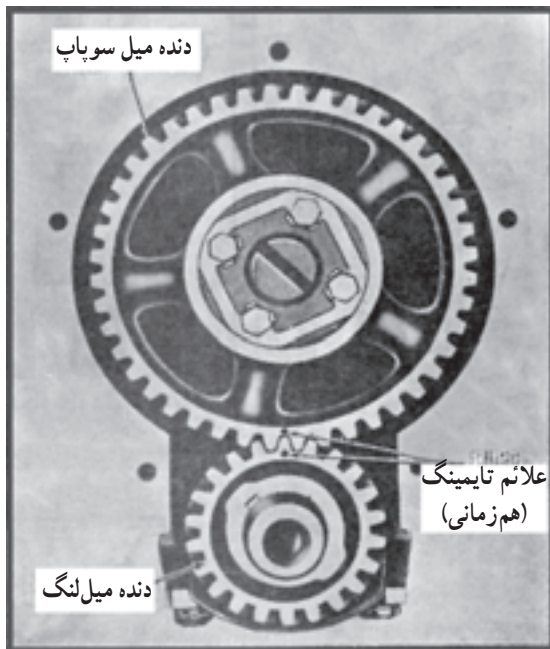 دنده میل سوپاپ
علائم تایمینگ
(هم‌زمانی)
دنده میل‌لنگ